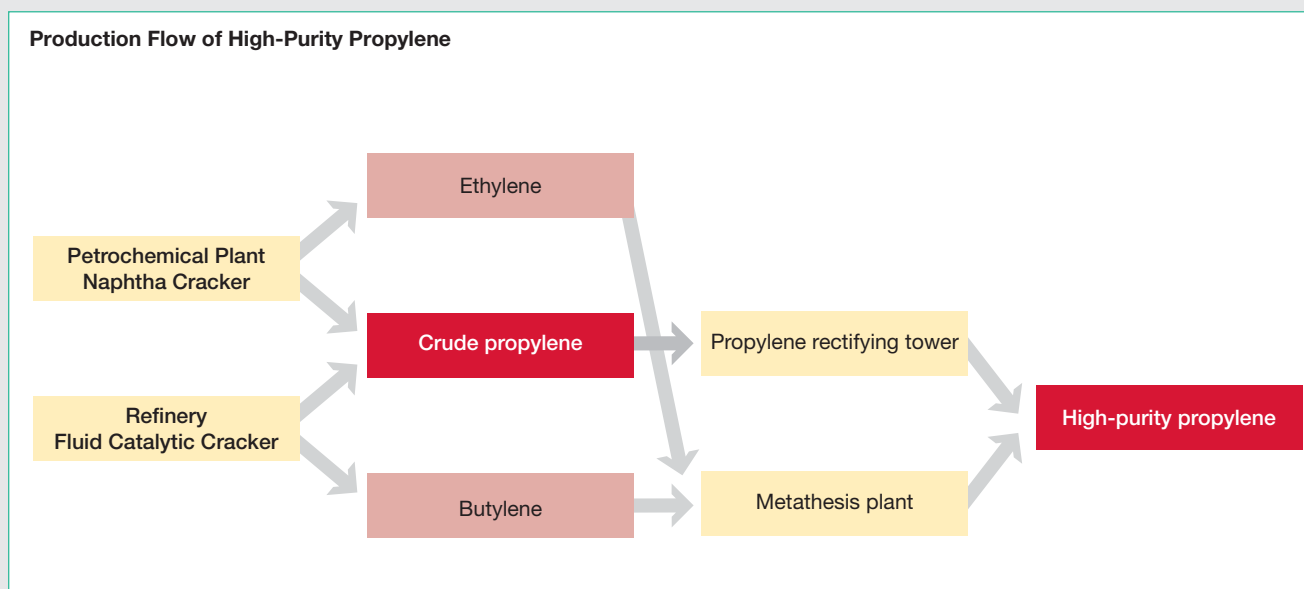 Production Flow of High-Purity Propylene
Ethylene
Petrochemical Plant
Naphtha Cracker
Crude propylene
Propylene rectifying tower
Refinery
Fluid Catalytic Cracker
High-purity propylene
Butylene
Metathesis plant